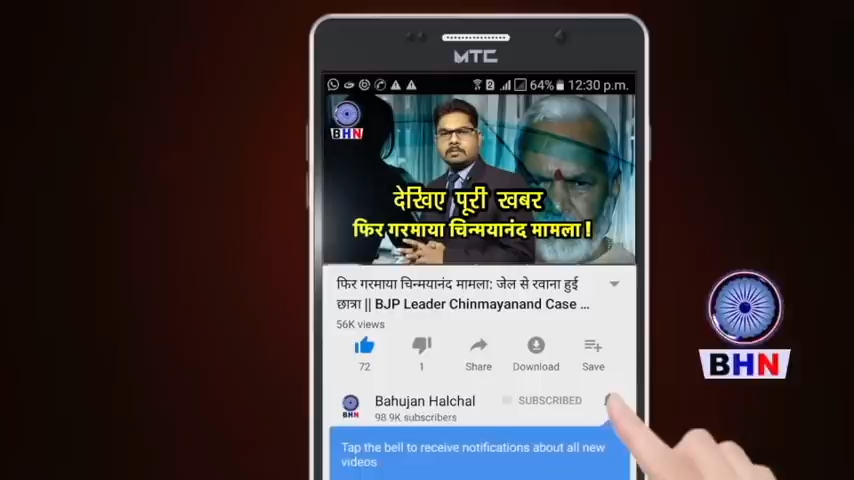 MTC
2 64% 12:30 p.m.
BHN
देखिए पूरी खबर
फिर गरमाया चिन्मयानंद मामला !
फिर गरमाया चिन्मयानंद मामला: जेल से रवाना हुई
छात्रा || BJP Leader Chinmayanand Case ...
56K views
72 1 Share Download Save
Bahujan Halchal SUBSCRIBED
98.9K subscribers
BHN
Tap the bell to receive notifications about all new
videos
BHN